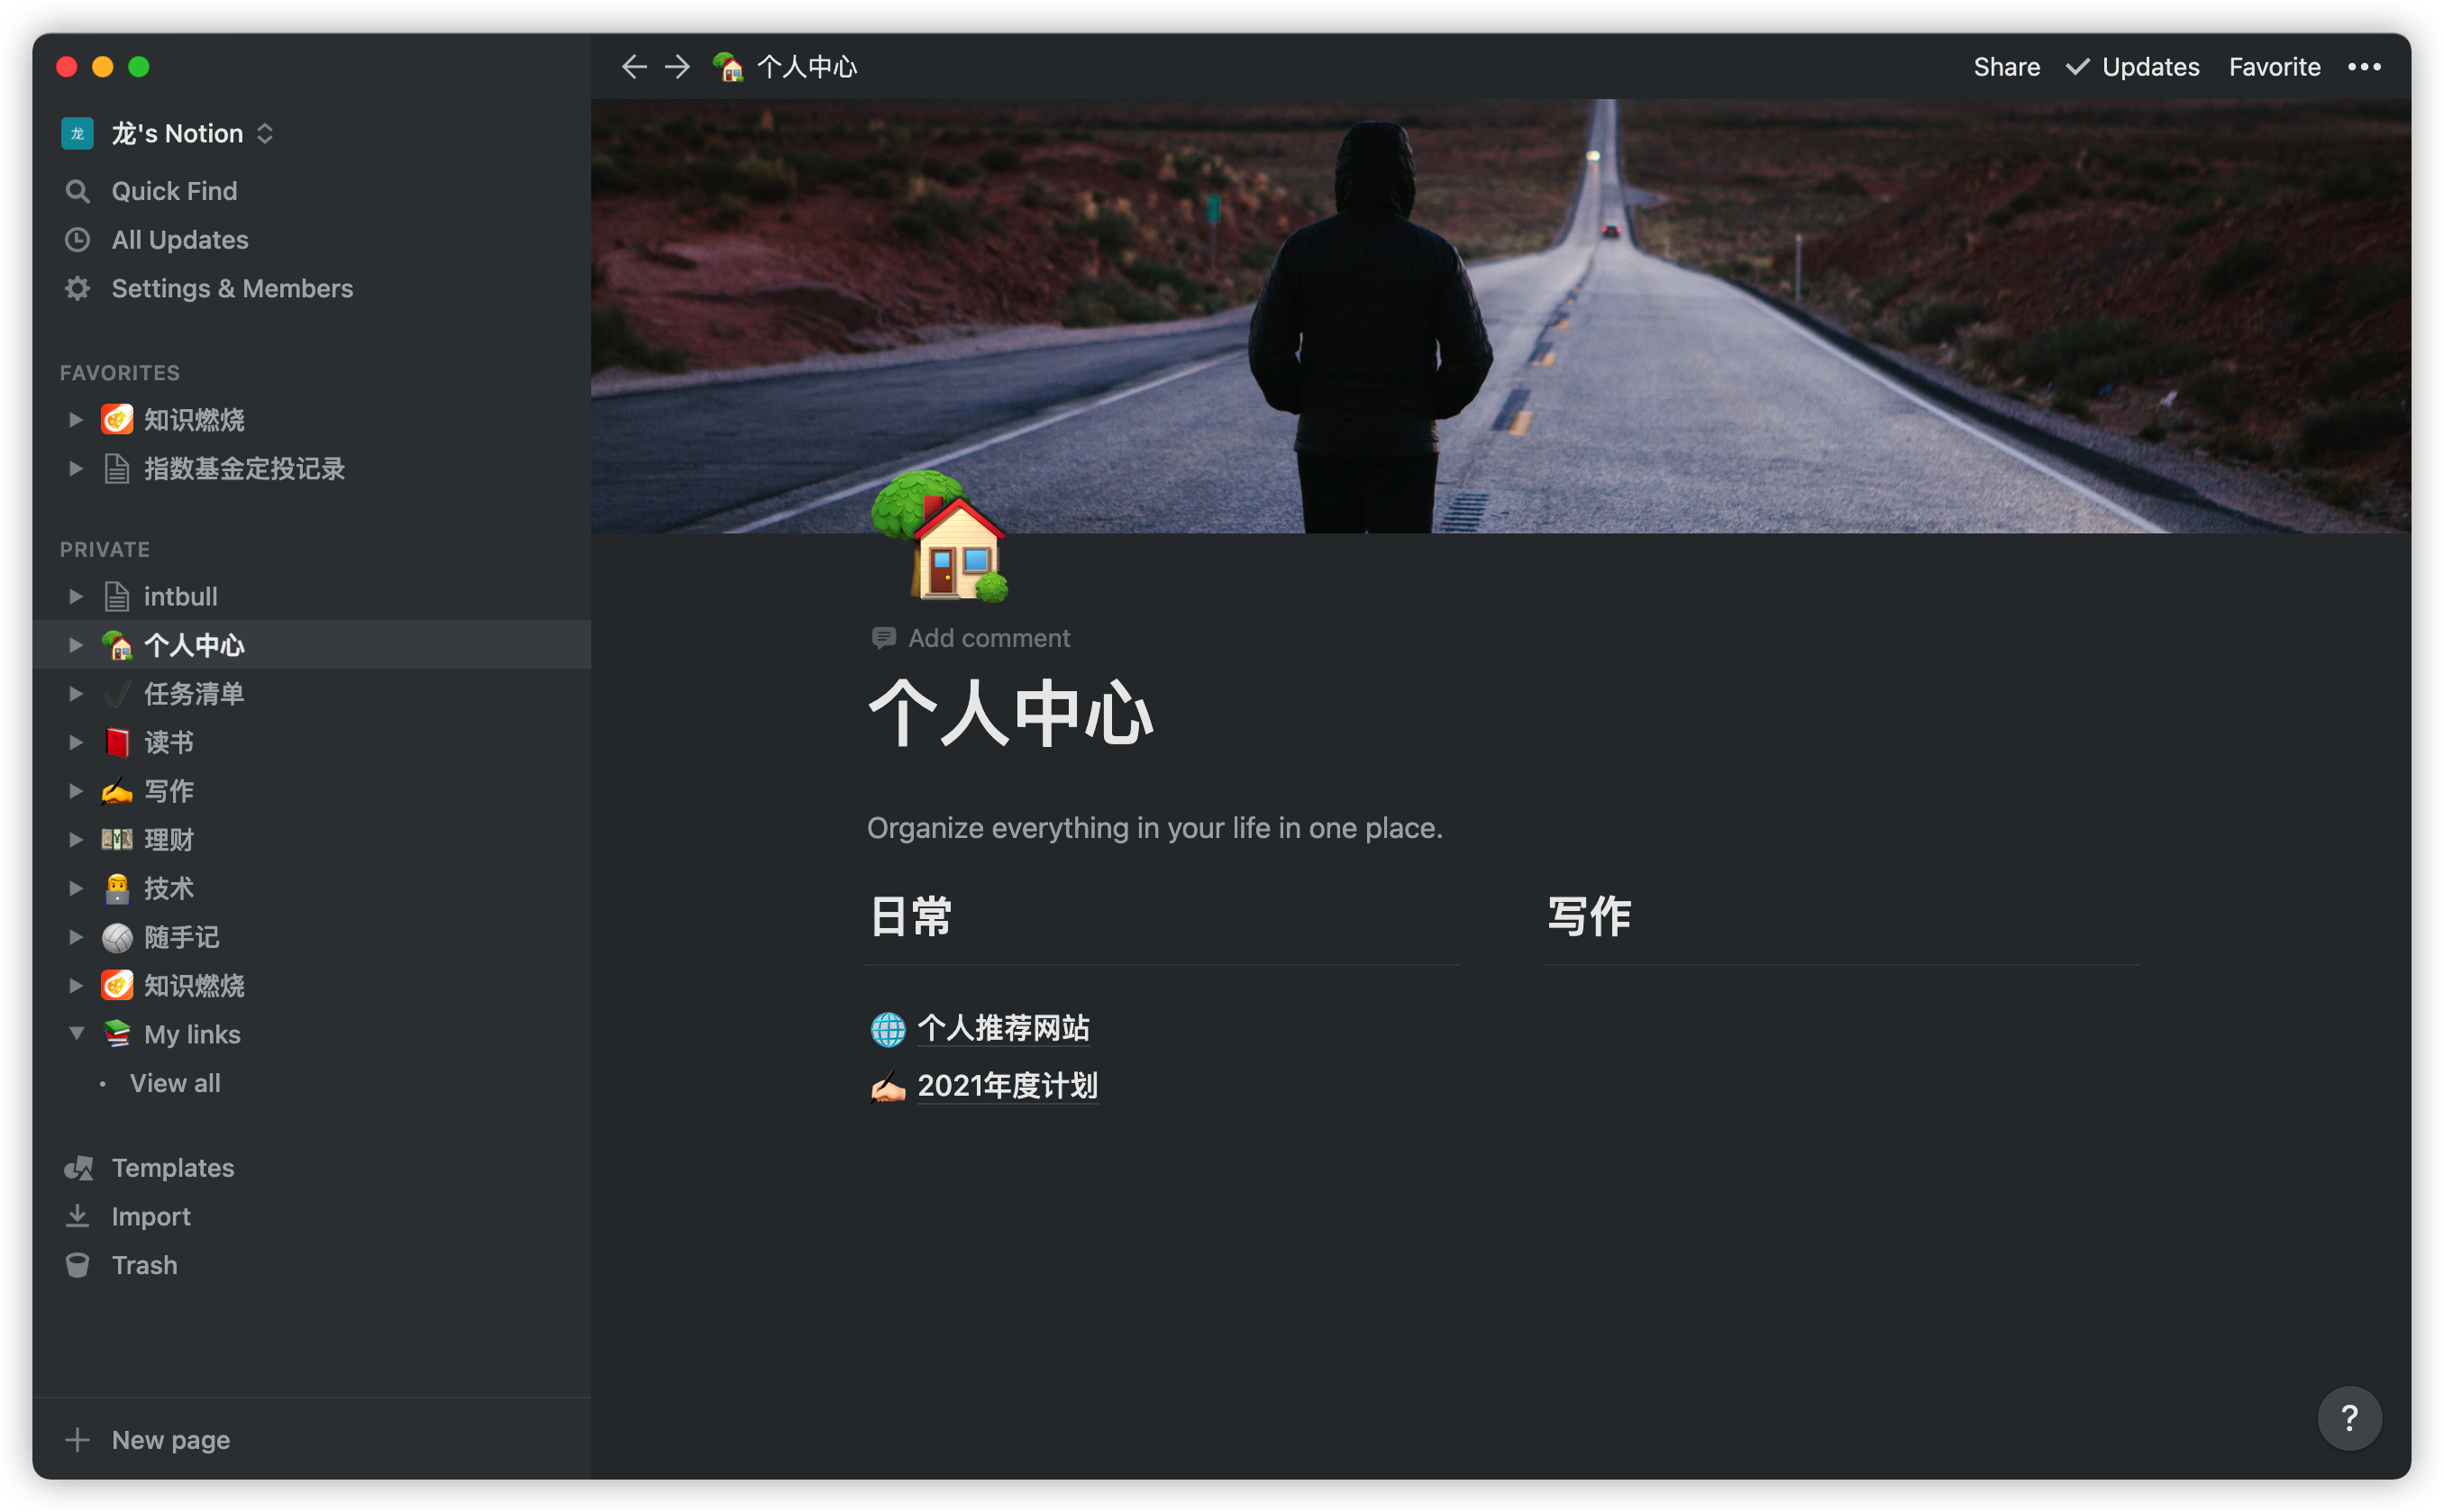 个人中心
Share
Updates
Favorite
龙
龙's Notion
Quick Find
All Updates
Settings & Members
FAVORITES
知识燃烧
指数基金定投记录
PRIVATE
intbull
个人中心
任务清单
读书
写作
理财
技术
随手记
知识燃烧
My links
View all
Templates
Import
Trash
New page
Add comment
个人中心
Organize everything in your life in one place.
日常
个人推荐网站
2021年度计划
写作
?